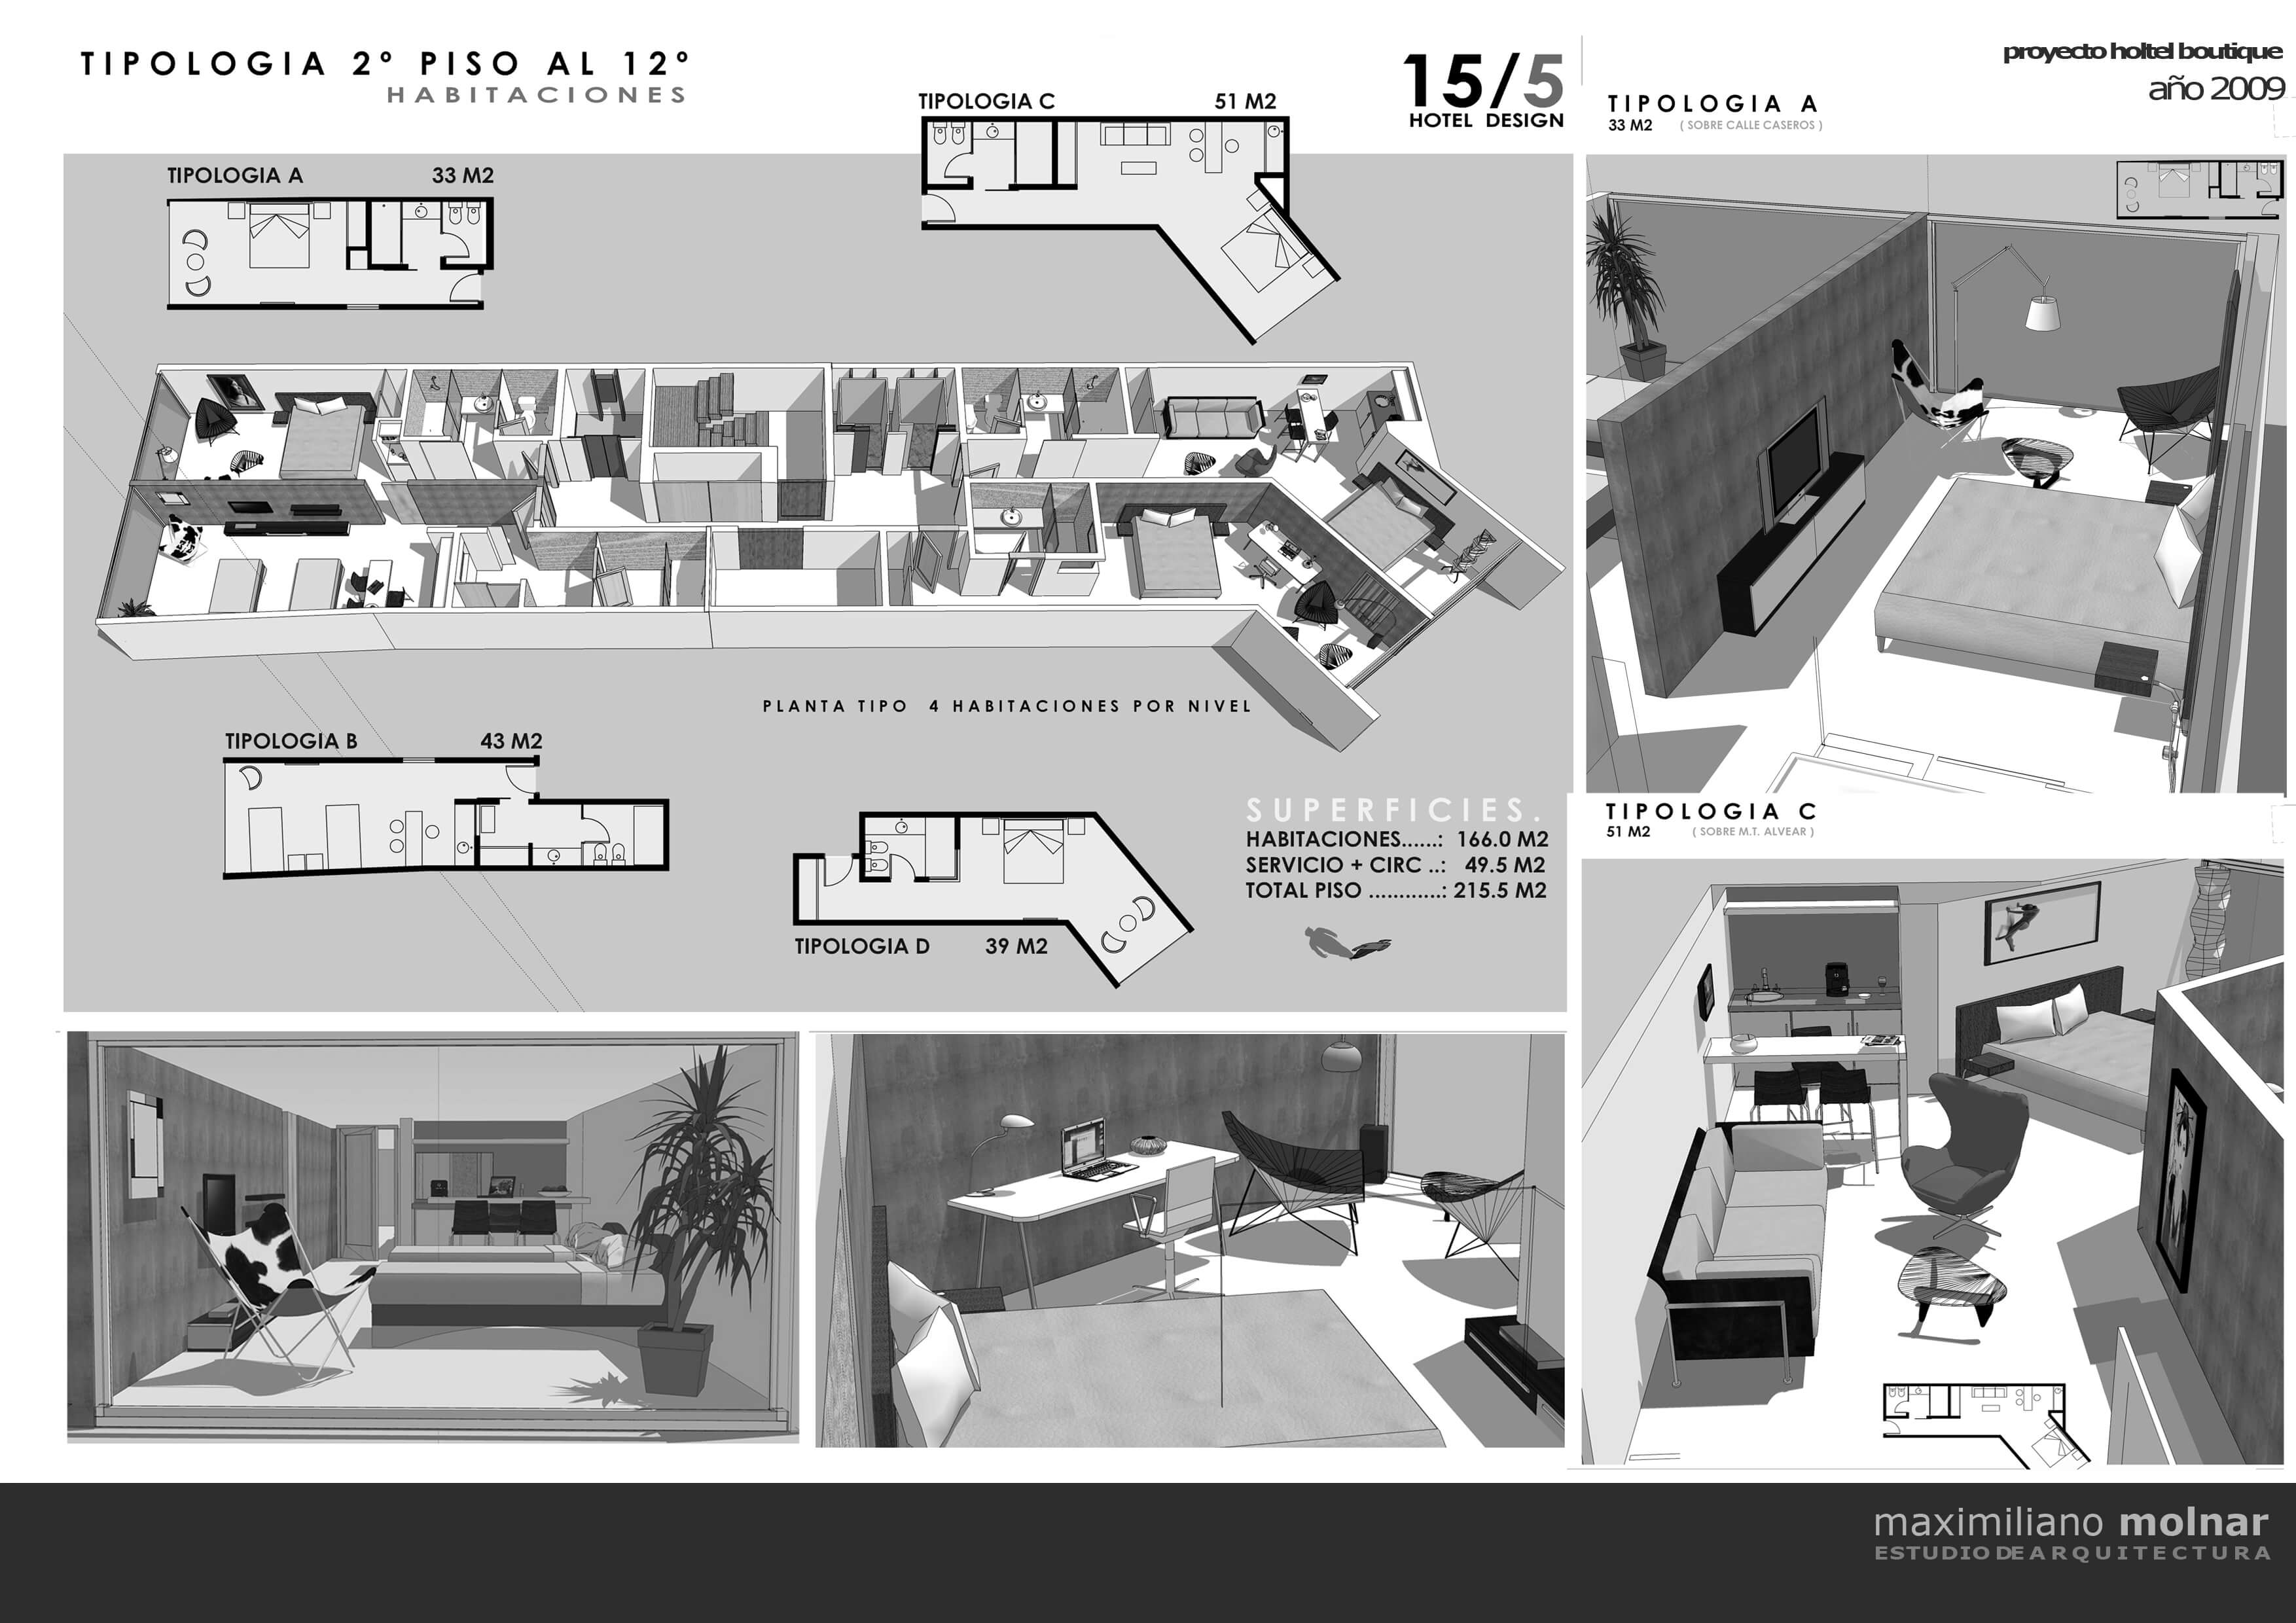 TIPOLOGIA 2º PISO AL 12º
HABITACIONES
15/5
HOTEL DESIGN
proyecto holtel boutique
año 2009
TIPOLOGIA A 33 M2
TIPOLOGIA C 51 M2
TIPOLOGIA A
33 M2 ( SOBRE CALLE CASEROS )
PLANTA TIPO 4 HABITACIONES POR NIVEL
TIPOLOGIA B 43 M2
TIPOLOGIA D 39 M2
SUPERFICIES.
HABITACIONES......: 166.0 M2
SERVICIO + CIRC ..: 49.5 M2
TOTAL PISO ............: 215.5 M2
TIPOLOGIA C
51 M2 ( SOBRE M.T. ALVEAR )
maximiliano molnar
ESTUDIO DE ARQUITECTURA